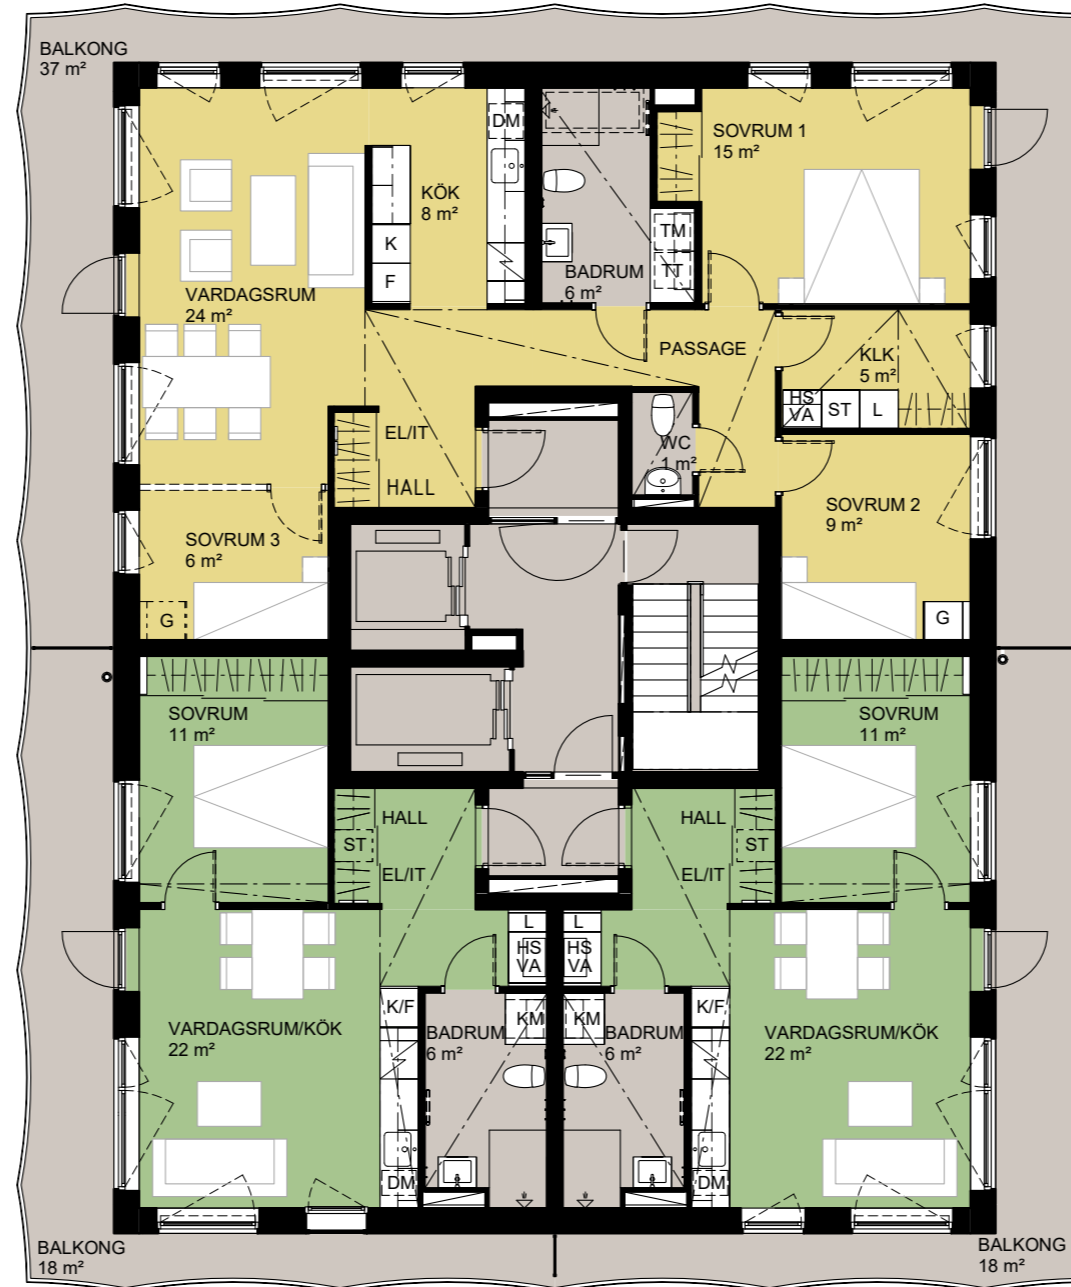 BALKONG
37 m²
DM
SOVRUM 1
15 m²
KÖK
8 m²
K
F
TM
TT
BADRUM
6 m²
VARDAGSRUM
24 m²
PASSAGE
KLK
5 m²
HS
VA
ST
L
EL/IT
HALL
WC
1 m²
SOVRUM 2
9 m²
SOVRUM 3
6 m²
G
G
SOVRUM
11 m²
SOVRUM
11 m²
HALL
ST
EL/IT
HALL
ST
EL/IT
L
HS
VA
L
HS
VA
K/F
KM
KM
K/F
VARDAGSRUM/KÖK
22 m²
BADRUM
6 m²
BADRUM
6 m²
VARDAGSRUM/KÖK
22 m²
DM
DM
BALKONG
18 m²
BALKONG
18 m²